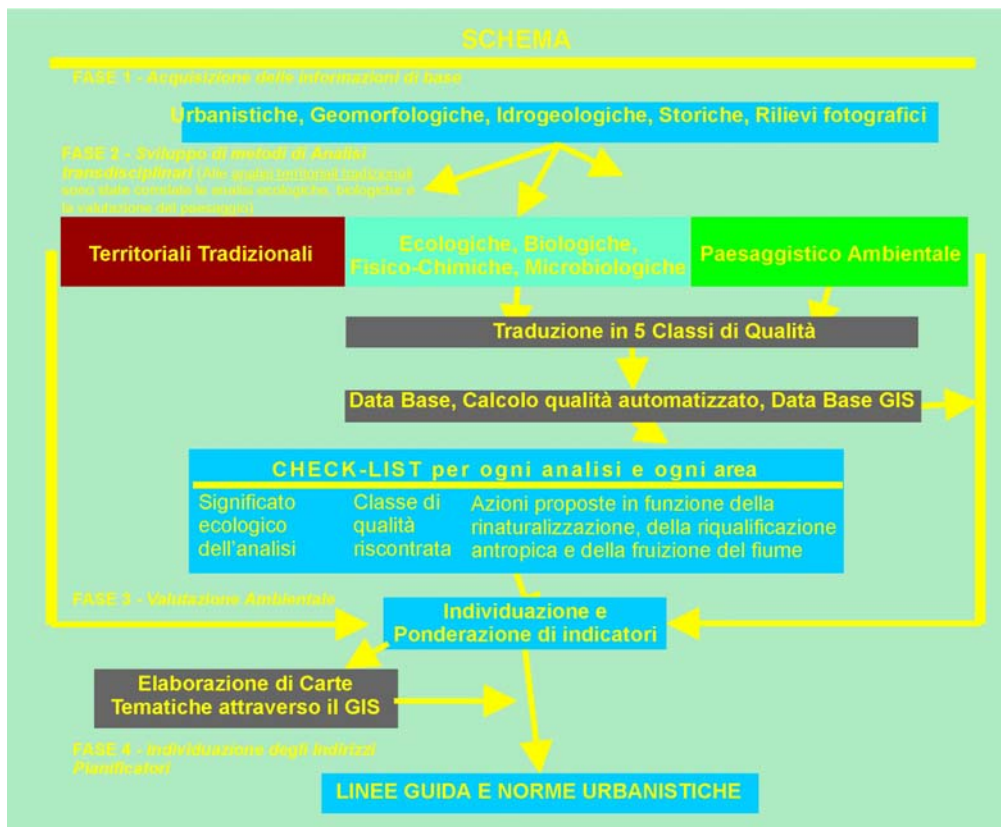 SCHEMA
FASE 1 - Acquisizione delle informazioni di base
Urbanistiche, Geomorfologiche, Idrogeologiche, Storiche, Rilievi fotografici
FASE 2 - Sviluppo di metodi di Analisi
transdisciplinari (Alle analisi territoriali tradizionali
sono state correlate le analisi ecologiche, biologiche e
la valutazione del paesaggio)
Territoriali Tradizionali
Ecologiche, Biologiche,
Fisico-Chimiche, Microbiologiche
Paesaggistico Ambientale
Traduzione in 5 Classi di Qualità
Data Base, Calcolo qualità automatizzato, Data Base GIS
CHECK-LIST per ogni analisi e ogni area
Significato
ecologico
dell'analisi
Classe di
qualità
riscontrata
Azioni proposte in funzione della
rinaturalizzazione, della riqualificazione
antropica e della fruizione del fiume
FASE 3 - Valutazione Ambientale
Individuazione e
Ponderazione di indicatori
Elaborazione di Carte
Tematiche attraverso il GIS
FASE 4 - Individuazione degli Indirizzi
Pianificatori
LINEE GUIDA E NORME URBANISTICHE